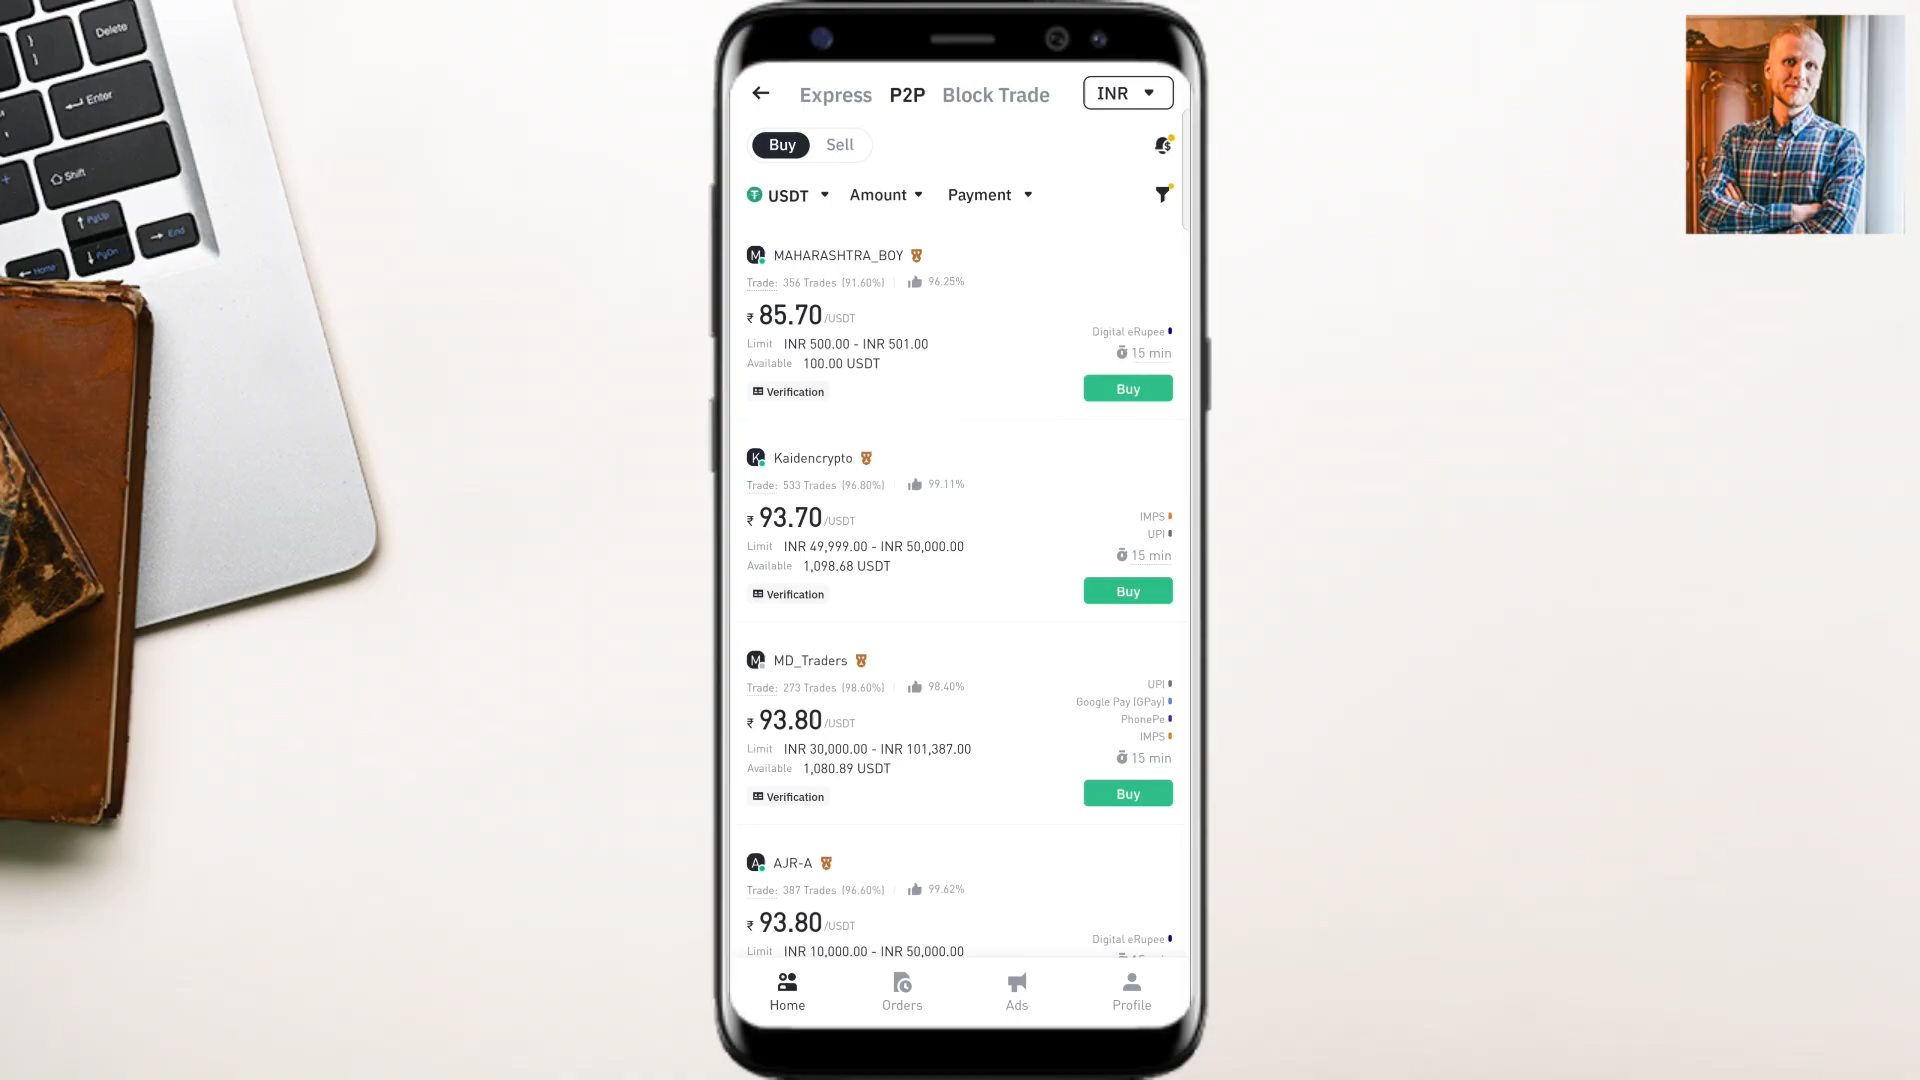 Delete
Enter
Shift
PgUp
End
Home
PgDn
Express P2P Block Trade INR
Buy Sell
USDT Amount Payment
M MAHARASHTRA_BOY
Trade: 356 Trades (91.60%) 96.25%
₹ 85.70 /USDT
Digital eRupee
Limit INR 500.00 - INR 501.00
15 min
Available 100.00 USDT
Verification
Buy
K Kaidencrypto
Trade: 533 Trades (96.80%) 99.11%
₹ 93.70 /USDT
IMPS
UPI
Limit INR 49,999.00 - INR 50,000.00
15 min
Available 1,098.68 USDT
Verification
Buy
M MD_Traders
Trade: 273 Trades (98.60%) 98.40%
UPI
Google Pay (GPay)
₹ 93.80 /USDT
PhonePe
IMPS
Limit INR 30,000.00 - INR 101,387.00
15 min
Available 1,080.89 USDT
Verification
Buy
A AJR-A
Trade: 387 Trades (96.60%) 99.62%
₹ 93.80 /USDT
Digital eRupee
Limit INR 10,000.00 - INR 50,000.00
Home Orders Ads Profile